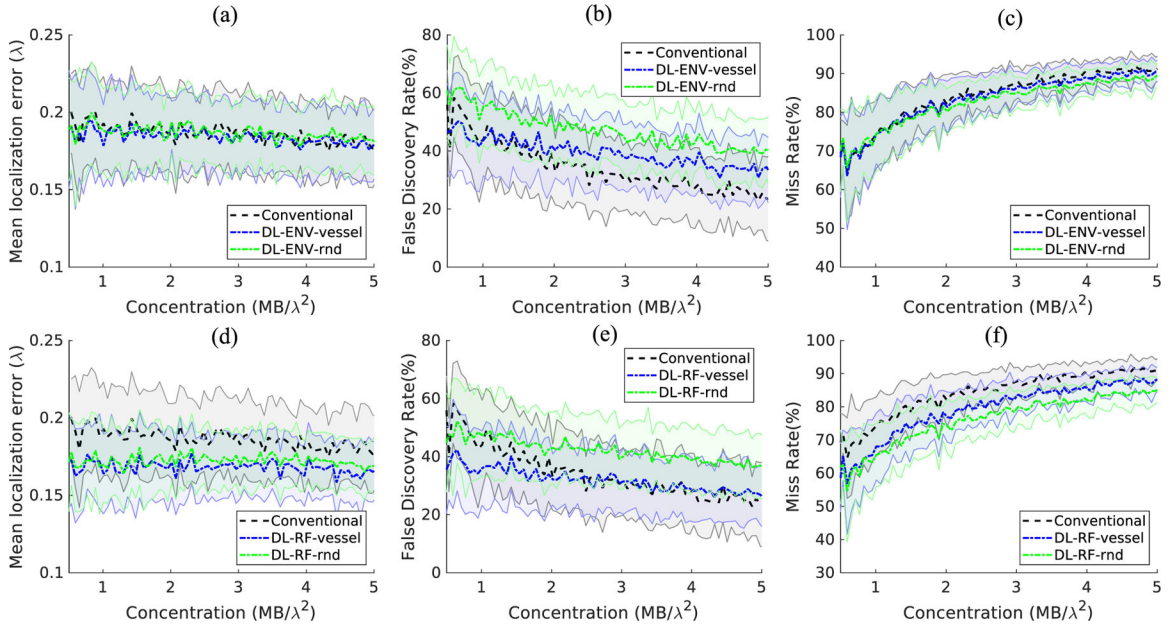 (a)
(b)
(c)
Mean localization error (λ)
0.25
0.2
0.15
0.1
1 2 3 4 5
Concentration (MB/λ²)
Conventional
DL-ENV-vessel
DL-ENV-rnd
False Discovery Rate(%)
80
60
40
20
0
1 2 3 4 5
Concentration (MB/λ²)
Conventional
DL-ENV-vessel
DL-ENV-rnd
Miss Rate(%)
100
90
80
70
60
50
40
1 2 3 4 5
Concentration (MB/λ²)
Conventional
DL-ENV-vessel
DL-ENV-rnd
(d)
(e)
(f)
Mean localization error (λ)
0.25
0.2
0.15
0.1
1 2 3 4 5
Concentration (MB/λ²)
Conventional
DL-RF-vessel
DL-RF-rnd
False Discovery Rate(%)
80
60
40
20
0
1 2 3 4 5
Concentration (MB/λ²)
Conventional
DL-RF-vessel
DL-RF-rnd
Miss Rate(%)
100
90
80
70
60
50
40
30
1 2 3 4 5
Concentration (MB/λ²)
Conventional
DL-RF-vessel
DL-RF-rnd